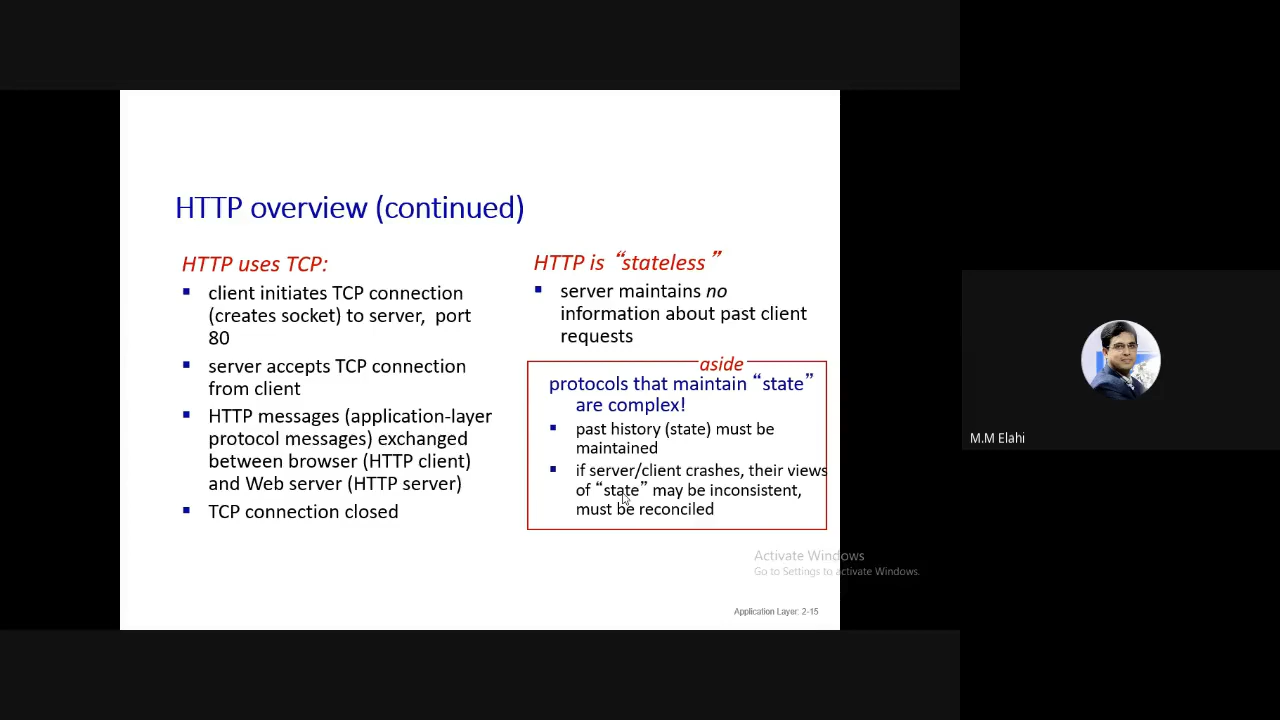 HTTP overview (continued)
HTTP uses TCP:
▪ client initiates TCP connection
(creates socket) to server, port
80
▪ server accepts TCP connection
from client
▪ HTTP messages (application-layer
protocol messages) exchanged
between browser (HTTP client)
and Web server (HTTP server)
▪ TCP connection closed
HTTP is “stateless”
▪ server maintains no
information about past client
requests
aside
protocols that maintain “state”
are complex!
▪ past history (state) must be
maintained
▪ if server/client crashes, their views
of “state” may be inconsistent,
must be reconciled
Activate Windows
Go to Settings to activate Windows.
Application Layer: 2-15
M.M Elahi